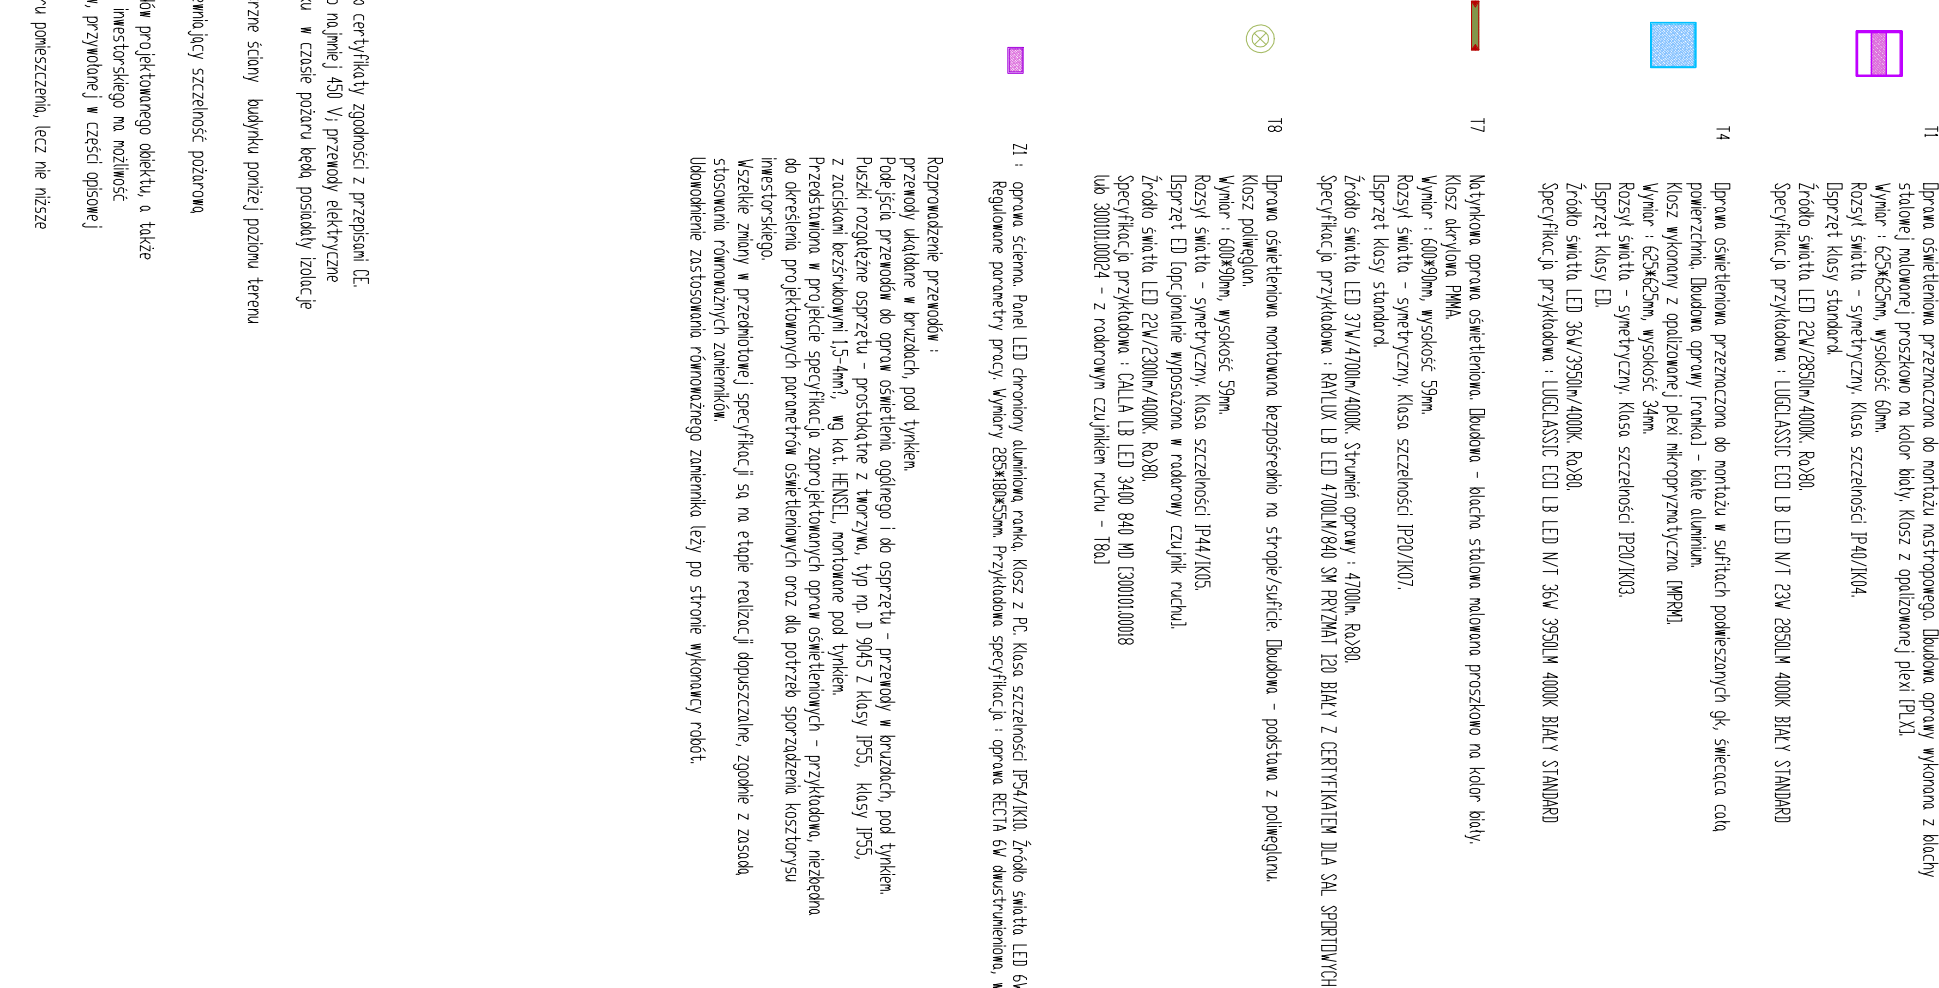 T1
Oprawa oświetleniowa przeznaczona do montażu nastropowego. Obudowa oprawy wykonana z blachy
stalowej malowanej proszkowo na kolor biały. Klosz z opalizowanej plexi [PLX].
Wymiar : 625*625m, wysokość 60mm.
Rozsył światła - symetryczny. Klasa szczelności IP40/IK04.
Osprzęt klasy standard.
Źródło światła LED 22W/2850lm/4000K. Ra>80.
Specyfikacja przykładowa : LUGCLASSIC ECO LB LED N/T 23W 2850LM 4000K BIAŁY STANDARD
T4
Oprawa oświetleniowa przeznaczona do montażu w sufitach podwieszanych gk, świecąca całą
powierzchnią. Obudowa oprawy [ramka] - białe aluminium.
Klosz wykonany z opalizowanej plexi mikropryzmatyczna [MPRM].
Wymiar : 625*625m, wysokość 34mm.
Rozsył światła - symetryczny. Klasa szczelności IP20/IK03.
Osprzęt klasy ED.
Źródło światła LED 36W/3950lm/4000K. Ra>80.
Specyfikacja przykładowa : LUGCLASSIC ECO LB LED N/T 36W 3950LM 4000K BIAŁY STANDARD
T7
Natynkowa oprawa oświetleniowa. Obudowa - blacha stalowa malowana proszkowo na kolor biały.
Klosz akrylowa PMMA.
Wymiar : 600*90mm, wysokość 59mm.
Rozsył światła - symetryczny. Klasa szczelności IP20/IK07.
Osprzęt klasy standard.
Źródło światła LED 37W/4700lm/4000K. Strumień oprawy : 4700lm. Ra>80.
Specyfikacja przykładowa : RAYLUX LB LED 4700LM/840 SM PRYZMAT I20 BIAŁY Z CERTYFIKATEM DLA SAL SPORTOWYCH
T8
Oprawa oświetleniowa montowana bezpośrednio na stropie/suficie. Obudowa - podstawa z poliwęglanu.
Klosz poliwęglan.
Wymiar : 600*90mm, wysokość 59mm.
Rozsył światła - symetryczny. Klasa szczelności IP44/IK05.
Osprzęt ED [opcjonalnie wyposażona w radarowy czujnik ruchu].
Źródło światła LED 22W/2300lm/4000K. Ra>80.
Specyfikacja przykładowa : CALLA LB LED 3400 840 MD [300101.00018
lub 300101.00024 - z radarowym czujnikiem ruchu - T8a]
Z1 : oprawa ścienna. Panel LED chroniony aluminiową ramką. Klosz z PC. Klasa szczelności IP54/IK10. Źródło światła LED 6W
Regulowane parametry pracy. Wymiary 285*180*55mm. Przykładowa specyfikacja : oprawa RECTA 6W dwustrumieniowa, w
Rozprowadzenie przewodów :
przewody ukąłdane w bruzdach, pod tynkiem.
Podejścia przewodów do opraw oświetlenia ogólnego i do osprzętu - przewody w bruzdach, pod tynkiem.
Puszki rozgałęźne osprzętu - prostokątne z tworzywa, typ np. D 9045 Z klasy IP55, klasy IP55,
z zaciskami bezśrubowymi 1,5-4mm?, wg kat. HENSEL, montowane pod tynkiem.
Przedstawiona w projekcie specyfikacja zaprojektowanych opraw oświetleniowych - przykładowa, niezbędna
do określenia projektowanych parametrów oświetleniowych oraz dla potrzeb sporządzenia kosztorysu
inwestorskiego.
Wszelkie zmiany w przedmiotowej specyfikacji są na etapie realizacji dopuszczalne, zgodnie z zasadą
stosowania równoważnych zamienników.
Udowodnienie zastosowania równoważnego zamiennika leży po stronie wykonawcy robót.
certyfikaty zgodności z przepisami CE.
najmniej 450 V; przewody elektryczne
w czasie pożaru będą posiadały izolacje
rzne ściany budynku poniżej poziomu terenu
ewniający szczelność pożarową
ów projektowanego obiektu, a także
inwestorskiego ma możliwość
w, przywołanej w części opisowej
ru pomieszczenia, lecz nie niższe